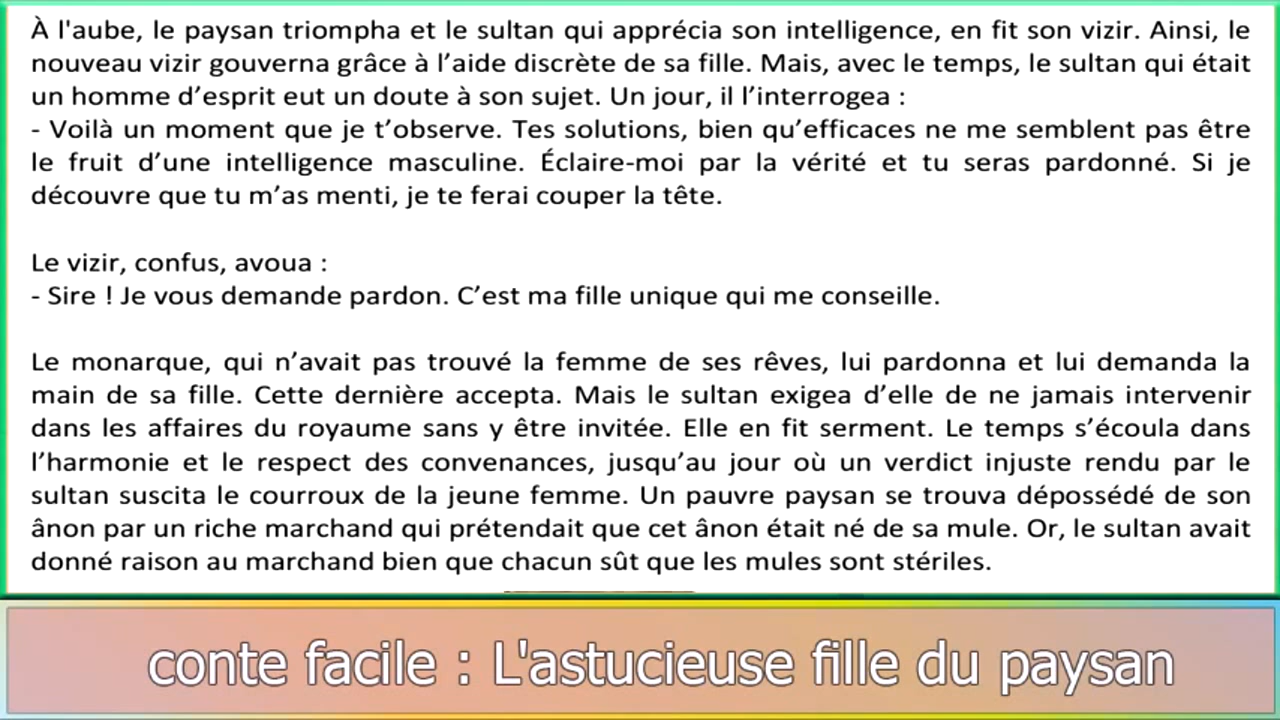 À l'aube, le paysan triompha et le sultan qui apprécia son intelligence, en fit son vizir. Ainsi, le
nouveau vizir gouverna grâce à l’aide discrète de sa fille. Mais, avec le temps, le sultan qui était
un homme d’esprit eut un doute à son sujet. Un jour, il l’interrogea :
- Voilà un moment que je t’observe. Tes solutions, bien qu’efficaces ne me semblent pas être
le fruit d’une intelligence masculine. Éclaire-moi par la vérité et tu seras pardonné. Si je
découvre que tu m’as menti, je te ferai couper la tête.
Le vizir, confus, avoua :
- Sire ! Je vous demande pardon. C’est ma fille unique qui me conseille.
Le monarque, qui n’avait pas trouvé la femme de ses rêves, lui pardonna et lui demanda la
main de sa fille. Cette dernière accepta. Mais le sultan exigea d’elle de ne jamais intervenir
dans les affaires du royaume sans y être invitée. Elle en fit serment. Le temps s’écoula dans
l’harmonie et le respect des convenances, jusqu’au jour où un verdict injuste rendu par le
sultan suscita le courroux de la jeune femme. Un pauvre paysan se trouva dépossédé de son
ânon par un riche marchand qui prétendait que cet ânon était né de sa mule. Or, le sultan avait
donné raison au marchand bien que chacun sût que les mules sont stériles.
conte facile : L'astucieuse fille du paysan